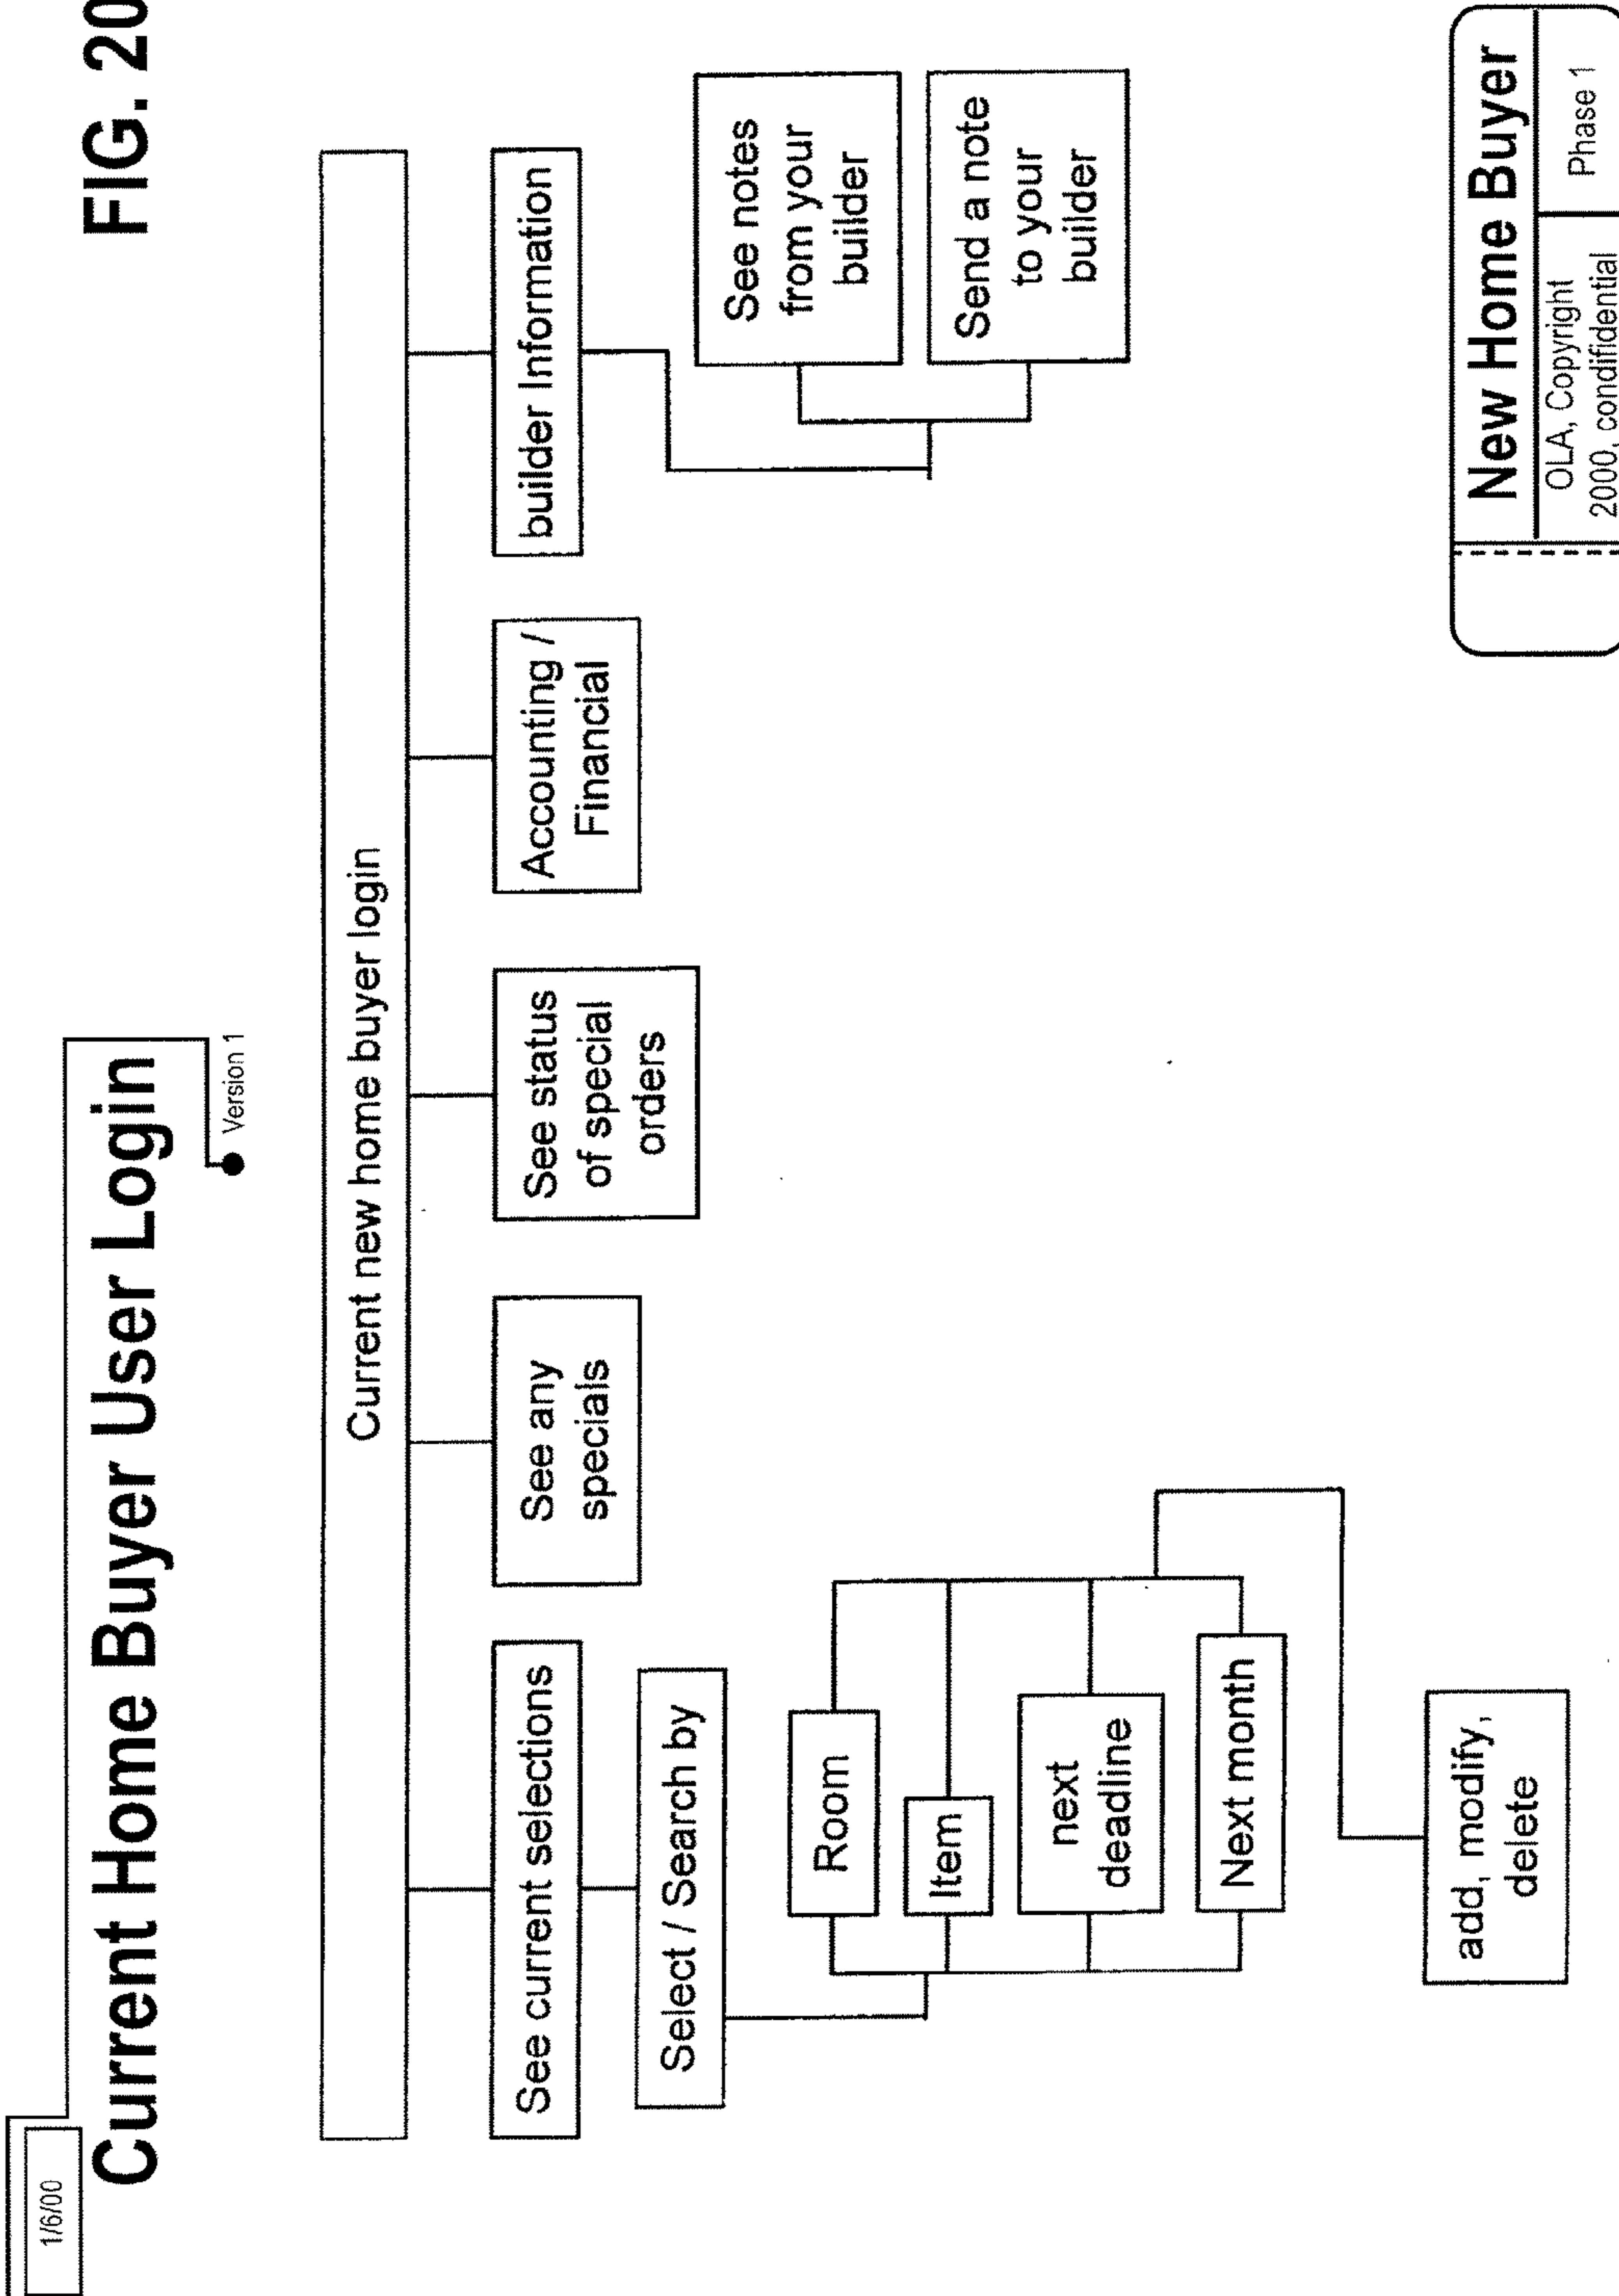 1/6/00
FIG. 20
Current Home Buyer User Login
Version 1
Current new home buyer login
See current selections
Select / Search by
Room
Item
next
deadline
Next month
add, modify,
delete
See any
specials
See status
of special
orders
Accounting /
Financial
builder Information
See notes
from your
builder
Send a note
to your
builder
New Home Buyer
OLA, Copyright
2000, condifidential
Phase 1